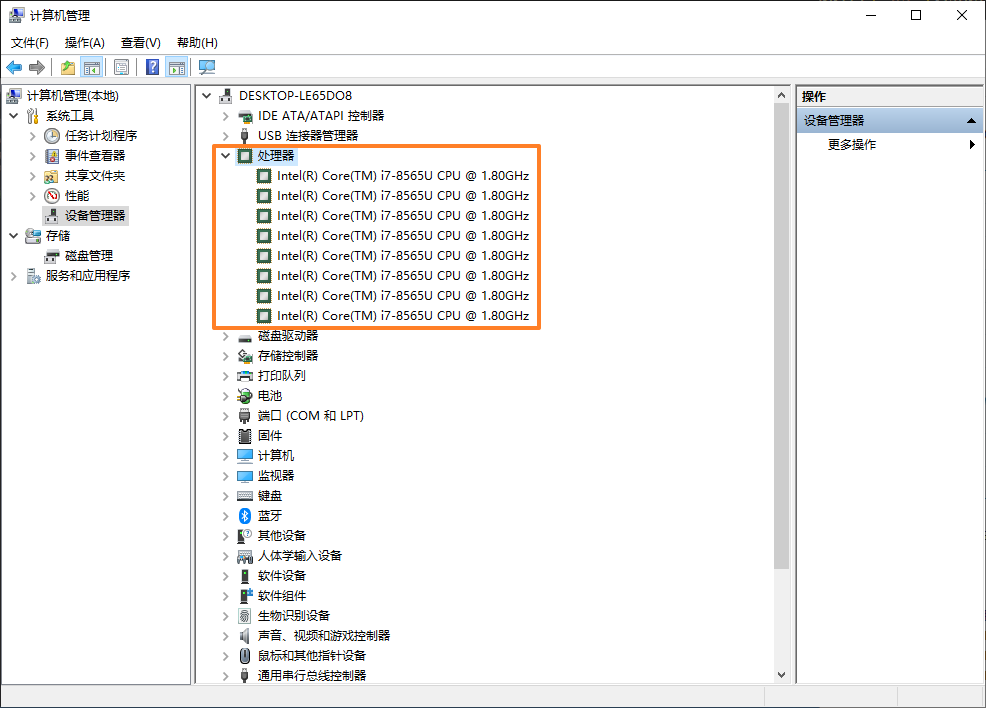 计算机管理
文件(F) 操作(A) 查看(V) 帮助(H)
计算机管理(本地)
系统工具
任务计划程序
事件查看器
共享文件夹
性能
设备管理器
存储
磁盘管理
服务和应用程序
DESKTOP-LE65DO8
IDE ATA/ATAPI 控制器
USB 连接器管理器
处理器
Intel(R) Core(TM) i7-8565U CPU @ 1.80GHz
Intel(R) Core(TM) i7-8565U CPU @ 1.80GHz
Intel(R) Core(TM) i7-8565U CPU @ 1.80GHz
Intel(R) Core(TM) i7-8565U CPU @ 1.80GHz
Intel(R) Core(TM) i7-8565U CPU @ 1.80GHz
Intel(R) Core(TM) i7-8565U CPU @ 1.80GHz
Intel(R) Core(TM) i7-8565U CPU @ 1.80GHz
Intel(R) Core(TM) i7-8565U CPU @ 1.80GHz
磁盘驱动器
存储控制器
打印队列
电池
端口 (COM 和 LPT)
固件
计算机
监视器
键盘
蓝牙
其他设备
人体学输入设备
软件设备
软件组件
生物识别设备
声音、视频和游戏控制器
鼠标和其他指针设备
通用串行总线控制器
操作
设备管理器
更多操作